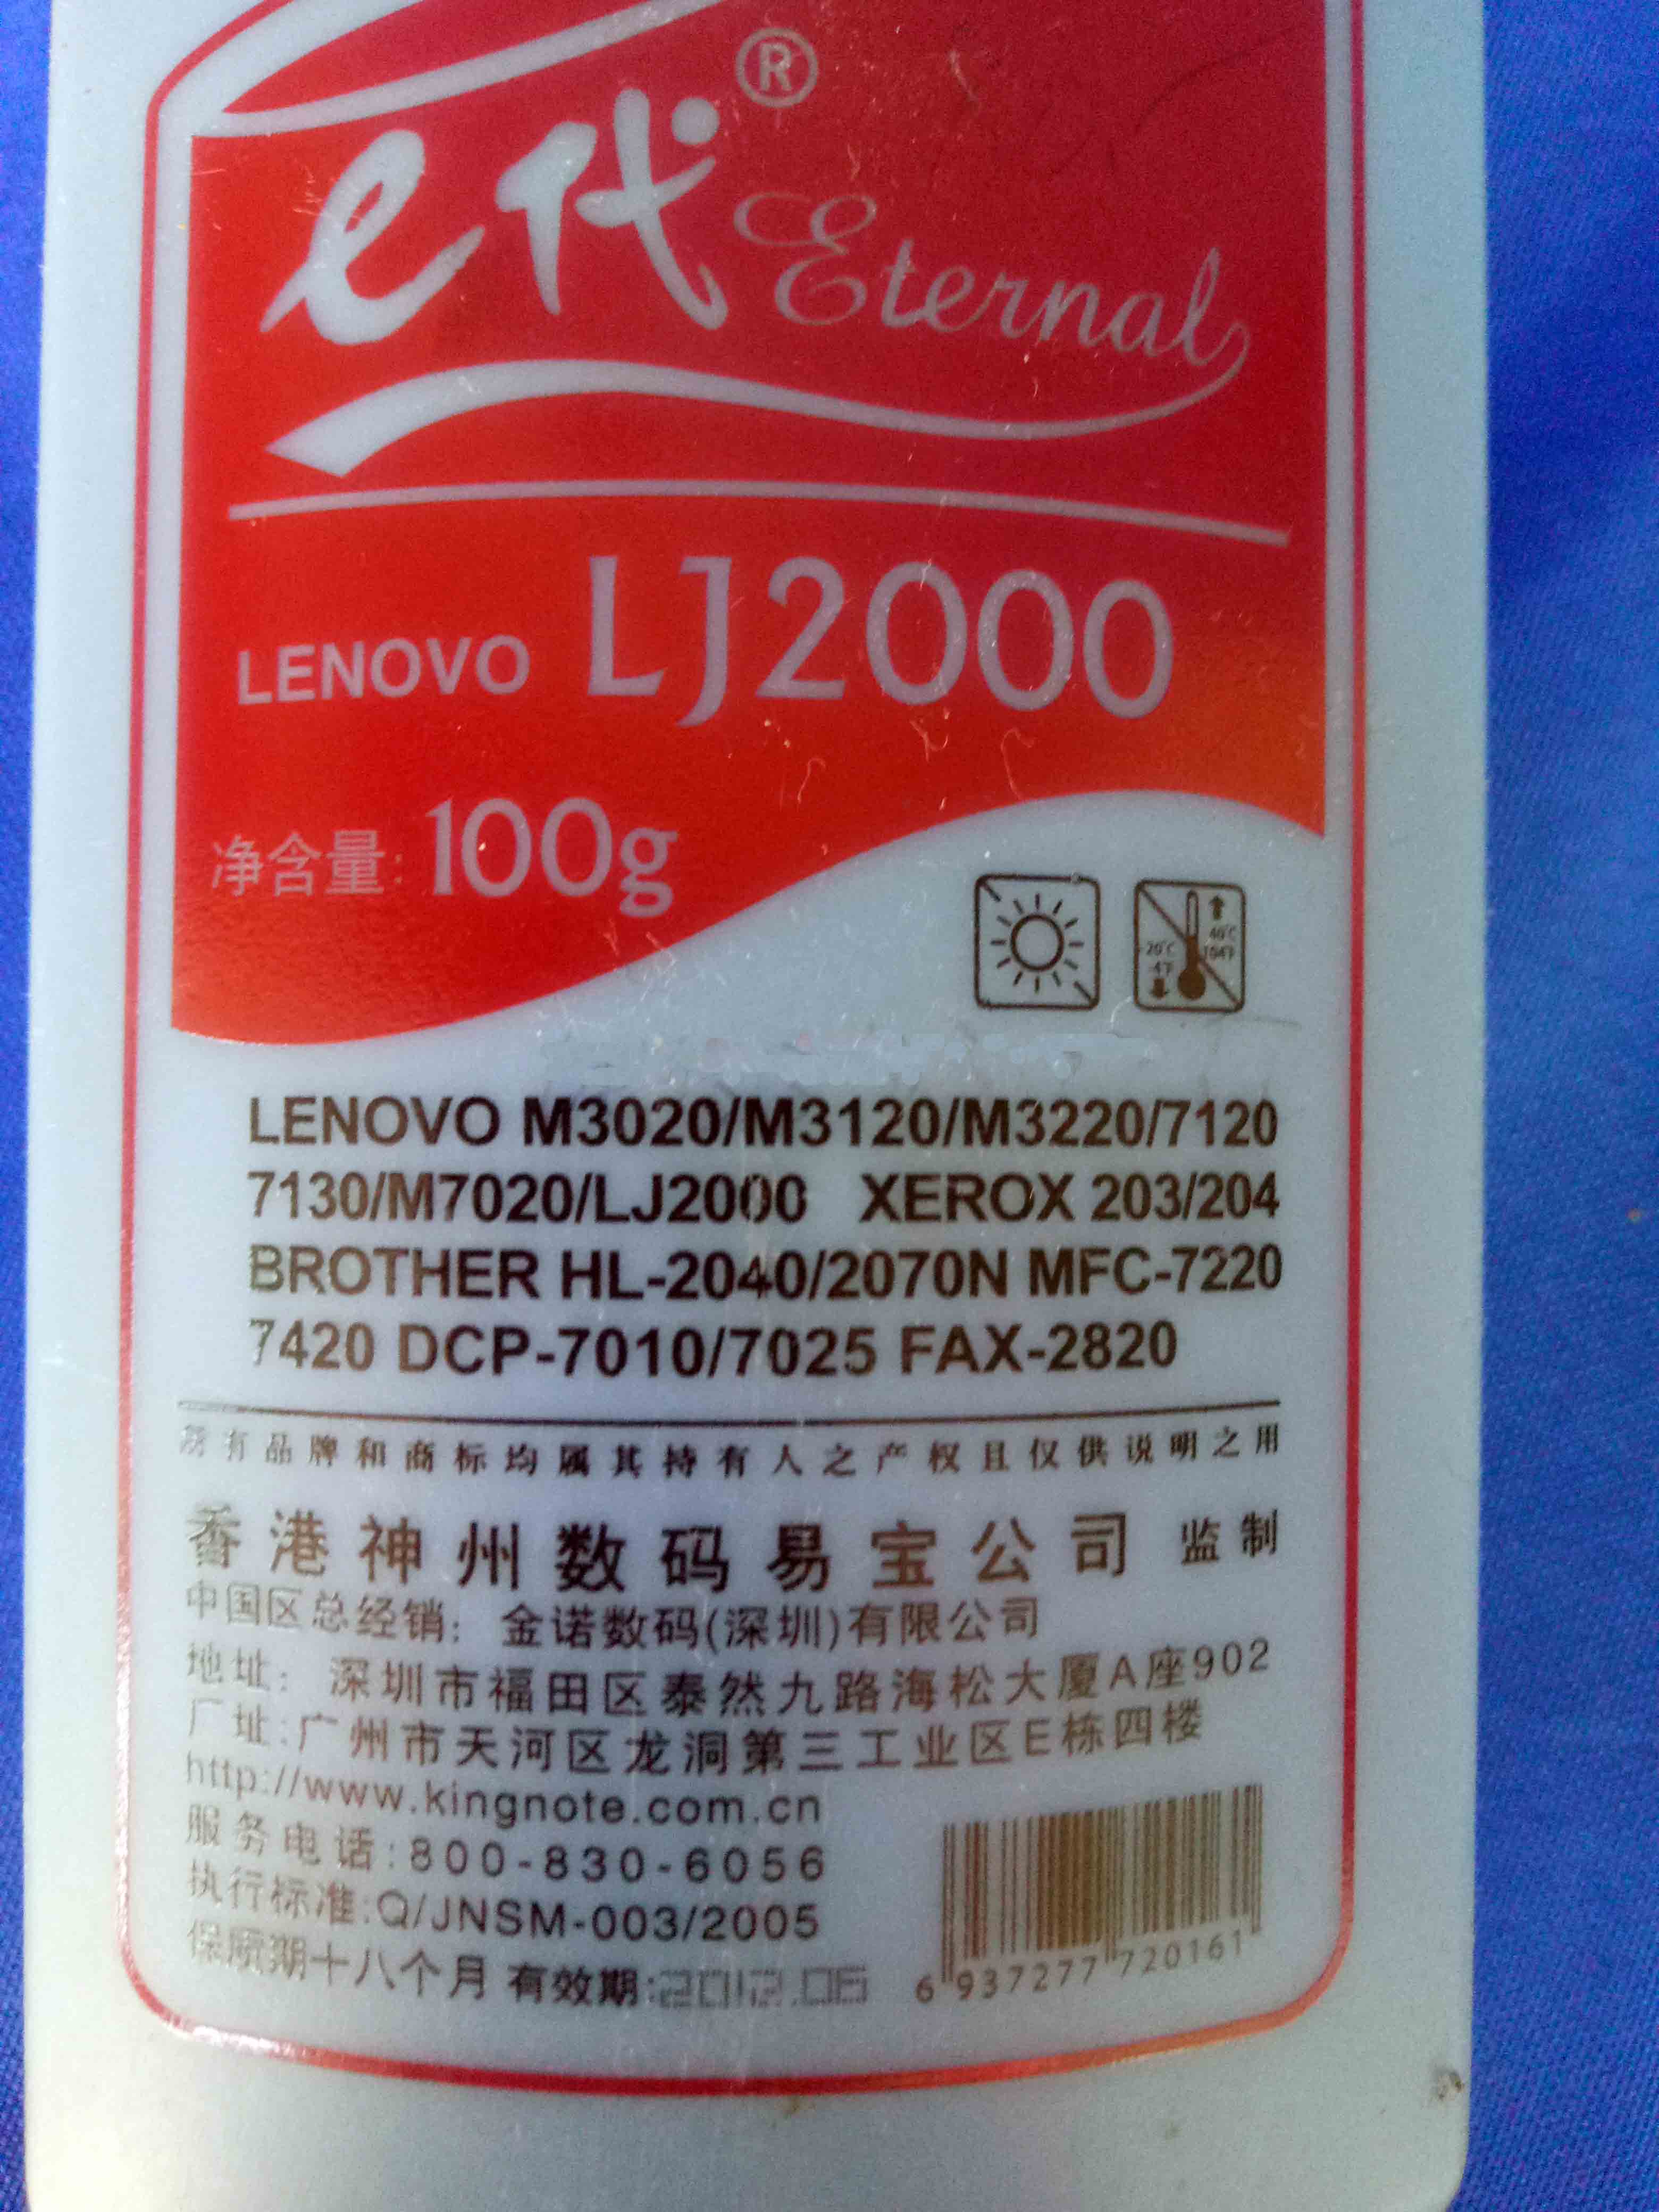 e代®
Eternal
LENOVO LJ2000
净含量: 100g
40°C
-20°C
104°F
-4°F
LENOVO M3020/M3120/M3220/7120
7130/M7020/LJ2000 XEROX 203/204
BROTHER HL-2040/2070N MFC-7220
7420 DCP-7010/7025 FAX-2820
所有品牌和商标均属其持有人之产权且仅供说明之用
香港神州数码易宝公司 监制
中国区总经销: 金诺数码(深圳)有限公司
地址: 深圳市福田区泰然九路海松大厦A座902
厂址:广州市天河区龙洞第三工业区E栋四楼
http://www.kingnote.com.cn
服务电话:800-830-6056
执行标准:Q/JNSM-003/2005
保质期十八个月 有效期:2012.06
6 937277 720161